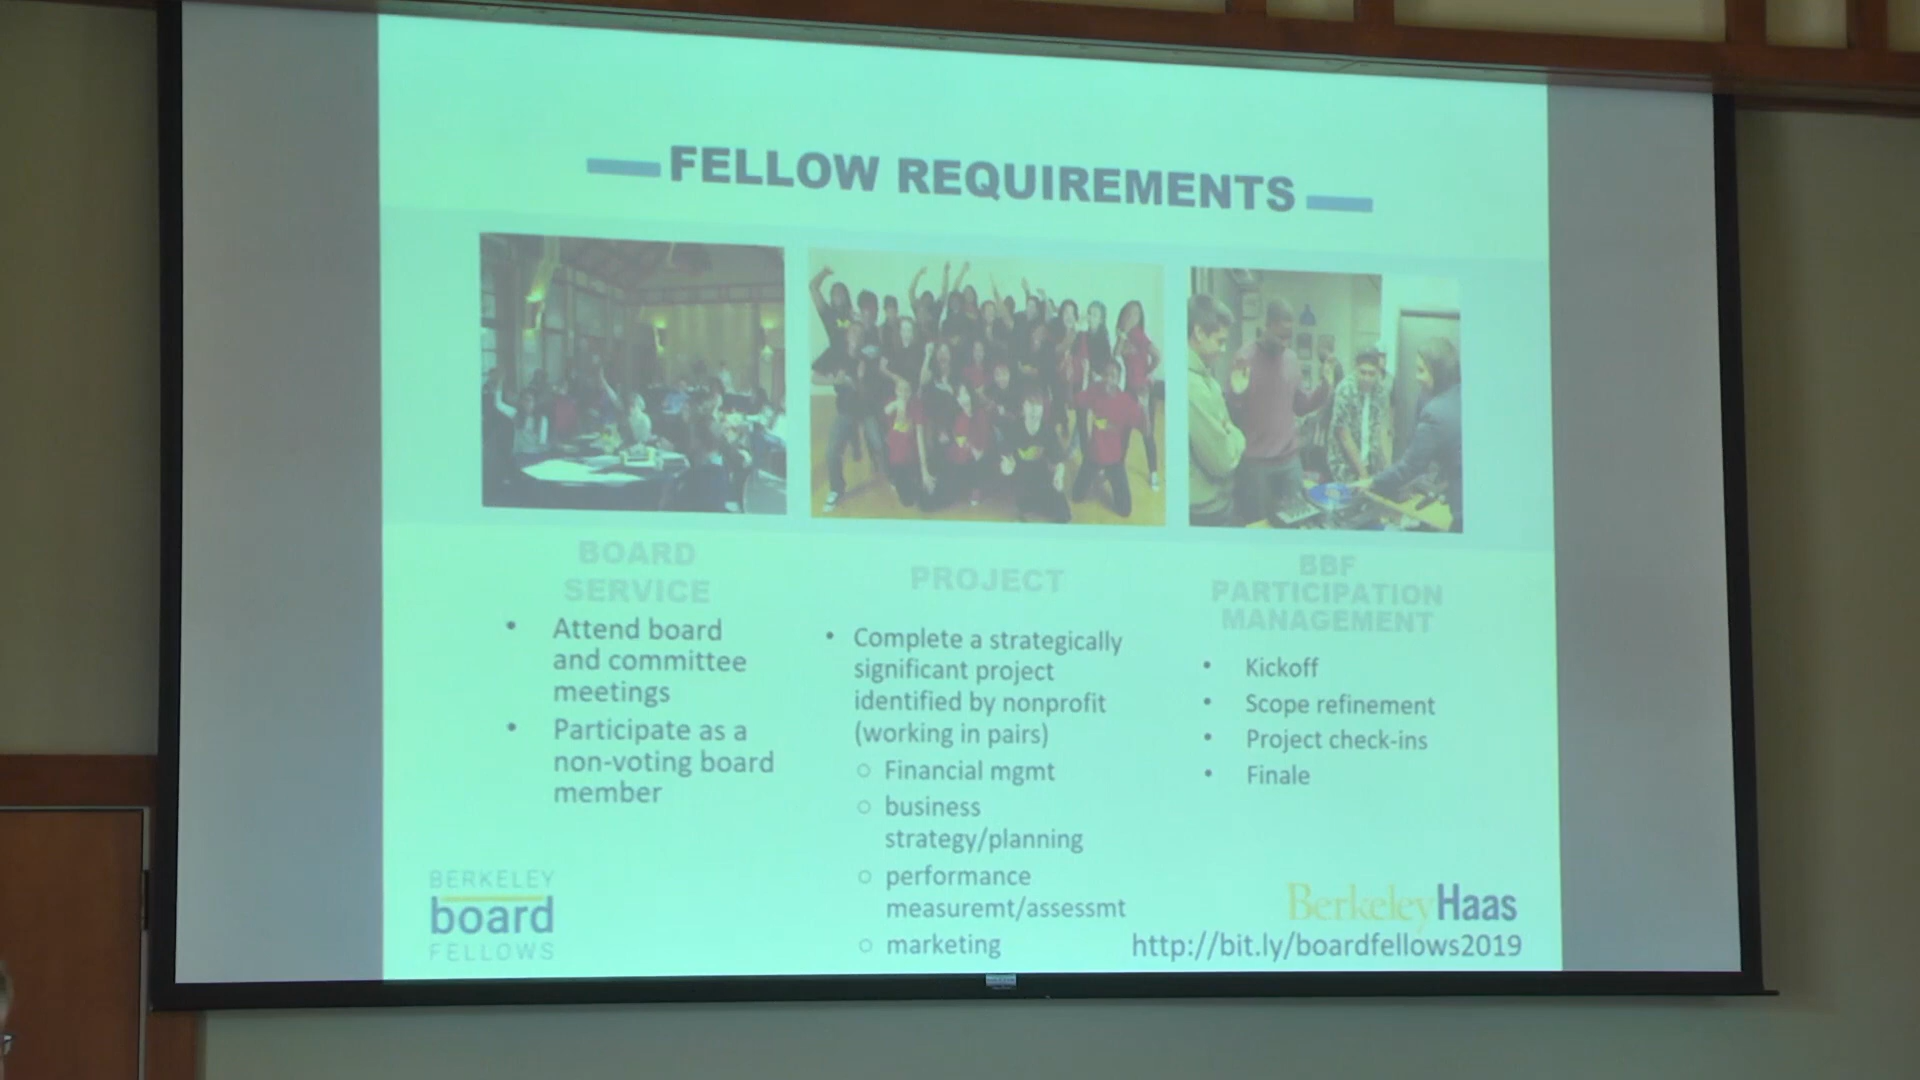 FELLOW REQUIREMENTS
BOARD
SERVICE
• Attend board
and committee
meetings
• Participate as a
non-voting board
member
PROJECT
• Complete a strategically
significant project
identified by nonprofit
(working in pairs)
○ Financial mgmt
○ business
strategy/planning
○ performance
measuremt/assessmt
○ marketing
BBF
PARTICIPATION
MANAGEMENT
• Kickoff
• Scope refinement
• Project check-ins
• Finale
BERKELEY
board
FELLOWS
BerkeleyHaas
http://bit.ly/boardfellows2019